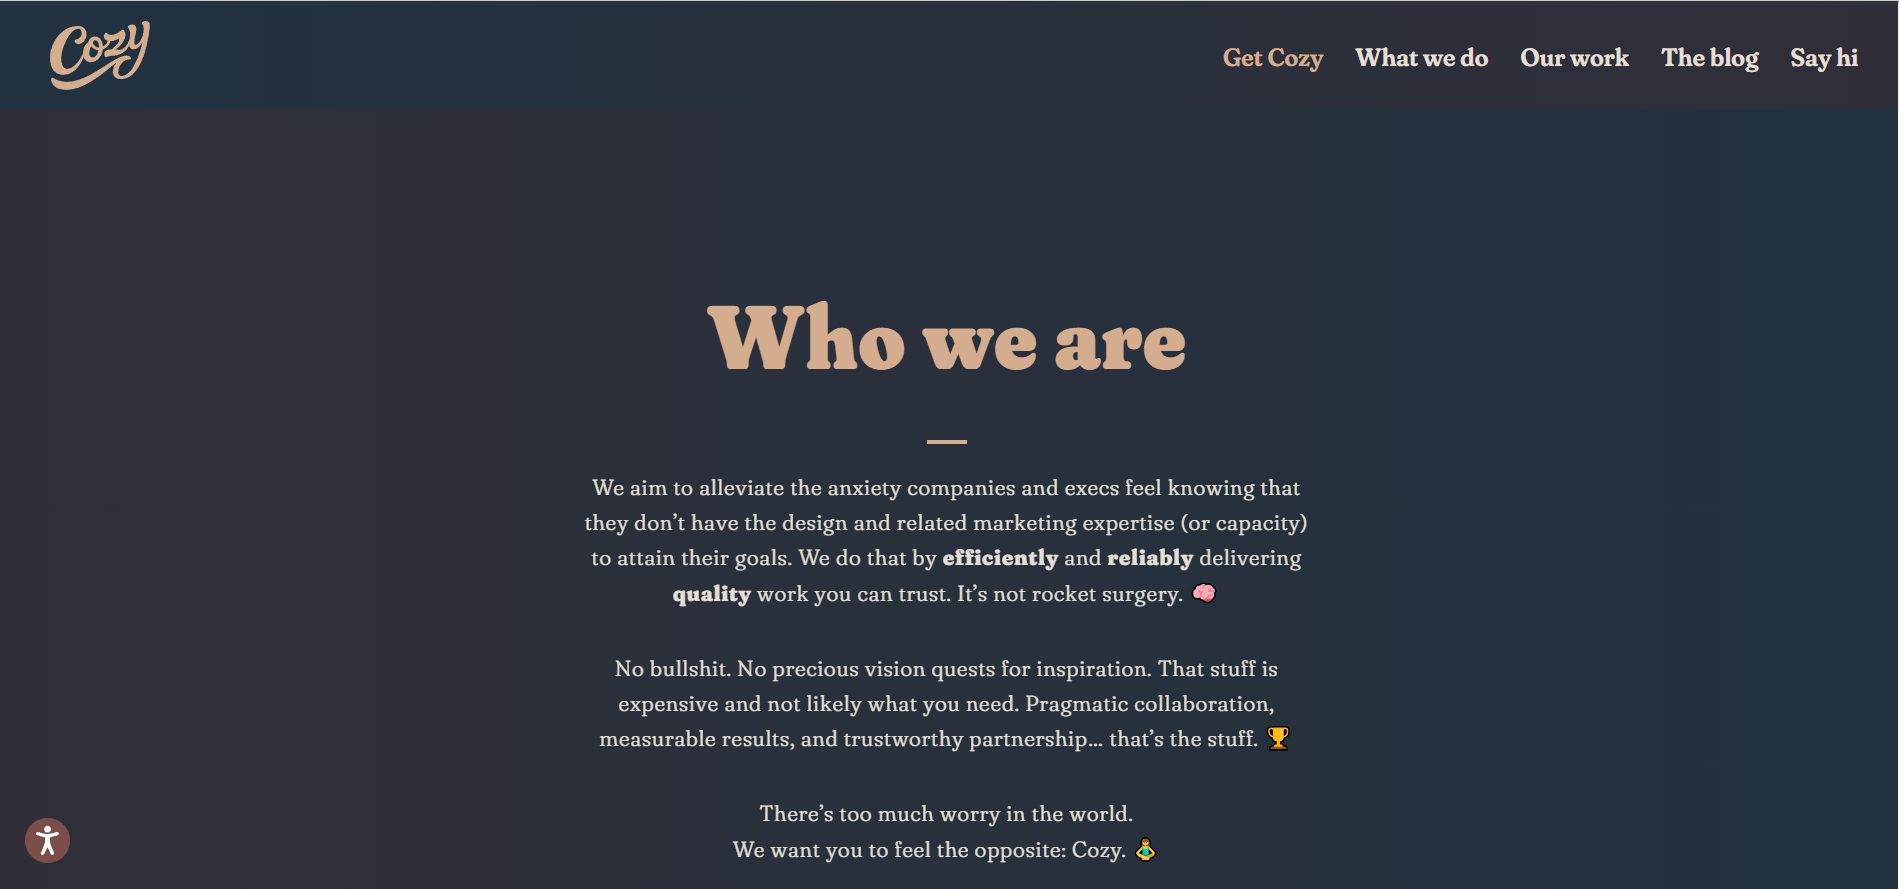 Cozy
Get Cozy
What we do
Our work
The blog
Say hi
Who we are
We aim to alleviate the anxiety companies and execs feel knowing that
they don’t have the design and related marketing expertise (or capacity)
to attain their goals. We do that by efficiently and reliably delivering
quality work you can trust. It’s not rocket surgery. 🧠
No bullshit. No precious vision quests for inspiration. That stuff is
expensive and not likely what you need. Pragmatic collaboration,
measurable results, and trustworthy partnership... that’s the stuff. 🏆
There’s too much worry in the world.
We want you to feel the opposite: Cozy. 🧘